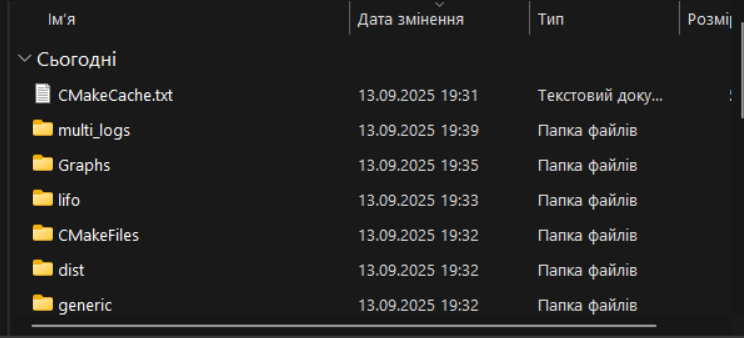 Ім'я Дата змінення Тип Розмір
Сьогодні
CMakeCache.txt 13.09.2025 19:31 Текстовий доку...
multi_logs 13.09.2025 19:39 Папка файлів
Graphs 13.09.2025 19:35 Папка файлів
lifo 13.09.2025 19:33 Папка файлів
CMakeFiles 13.09.2025 19:32 Папка файлів
dist 13.09.2025 19:32 Папка файлів
generic 13.09.2025 19:32 Папка файлів